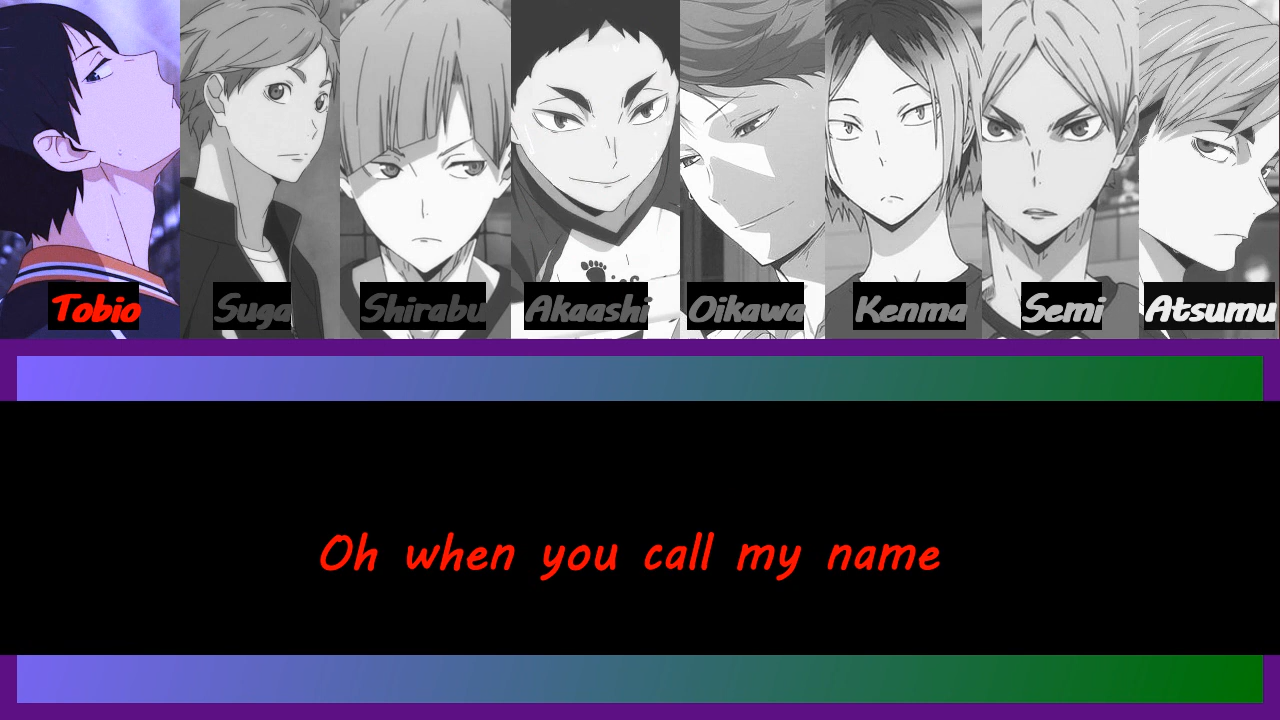 Tobio Suga Shirabu Akaashi Oikawa Kenma Semi Atsumu
Oh when you call my name